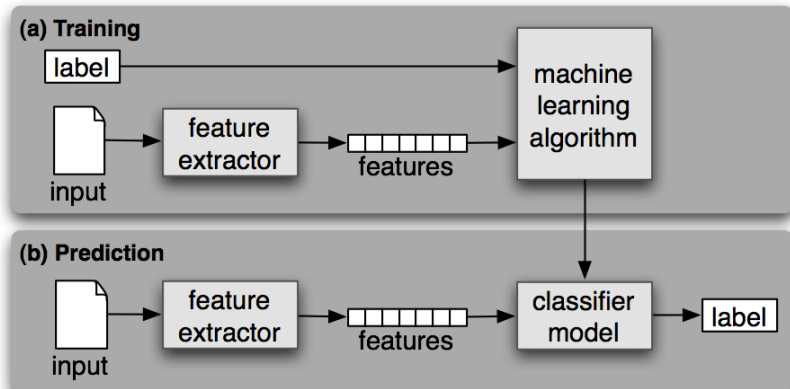 (a) Training
label
machine
learning
algorithm
feature
extractor
features
input
(b) Prediction
feature
extractor
features
classifier
model
label
input